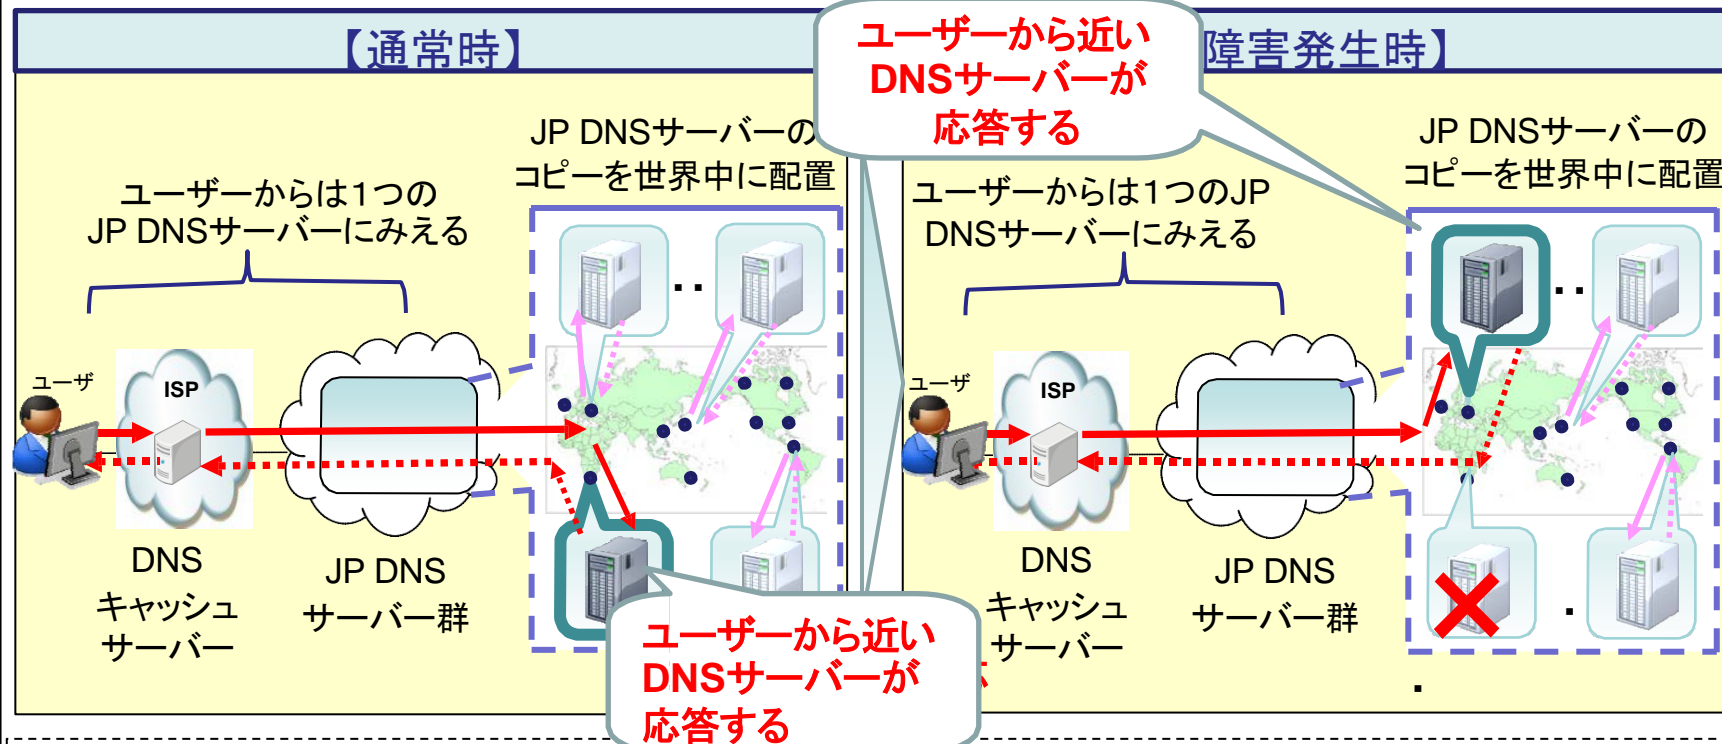 【通常時】
JP DNSサーバーの
コピーを世界中に配置
ユーザーからは1つの
JP DNSサーバーにみえる
ユーザ
ISP
DNS
キャッシュ
サーバー
JP DNS
サーバー群
ユーザーから近い
DNSサーバーが
応答する
ユーザーから近い
DNSサーバーが
応答する
障害発生時】
JP DNSサーバーの
コピーを世界中に配置
ユーザーからは1つのJP
DNSサーバーにみえる
ユーザ
ISP
DNS
キャッシュ
サーバー
JP DNS
サーバー群